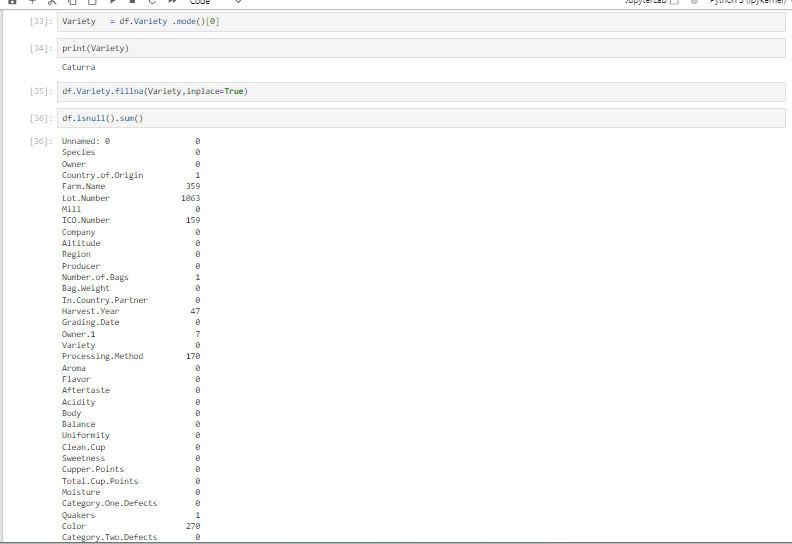 Code
JupyterLab
Python 3 (ipykernel)
[33]: Variety   = df.Variety .mode()[0]
[34]: print(Variety)
Caturra
[35]: df.Variety.fillna(Variety,inplace=True)
[36]: df.isnull().sum()
[36]: Unnamed: 0 0
Species 0
Owner 0
Country.of.Origin 1
Farm.Name 359
Lot.Number 1063
Mill 0
ICO.Number 159
Company 0
Altitude 0
Region 0
Producer 0
Number.of.Bags 1
Bag.Weight 0
In.Country.Partner 0
Harvest.Year 47
Grading.Date 0
Owner.1 7
Variety 0
Processing.Method 170
Aroma 0
Flavor 0
Aftertaste 0
Acidity 0
Body 0
Balance 0
Uniformity 0
Clean.Cup 0
Sweetness 0
Cupper.Points 0
Total.Cup.Points 0
Moisture 0
Category.One.Defects 0
Quakers 1
Color 270
Category.Two.Defects 0